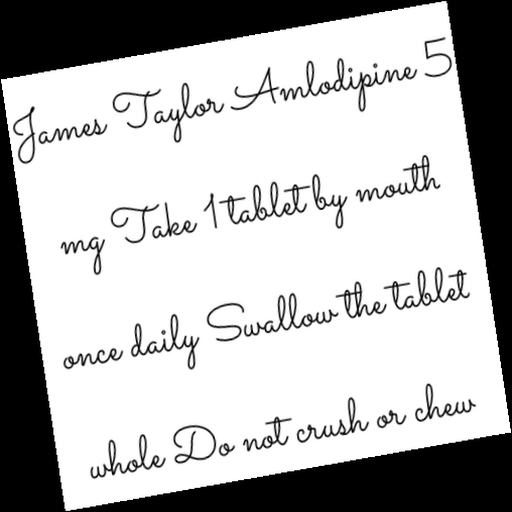 James Taylor Amlodipine 5
mg Take 1 tablet by mouth
once daily Swallow the tablet
whole Do not crush or chew